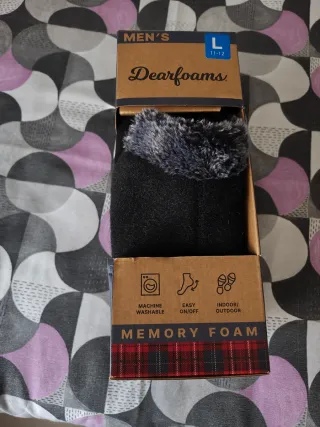 MEN'S
L
11-12
Dearfoams
MACHINE WASHABLE
EASY ON/OFF
INDOOR/ OUTDOOR
MEMORY FOAM